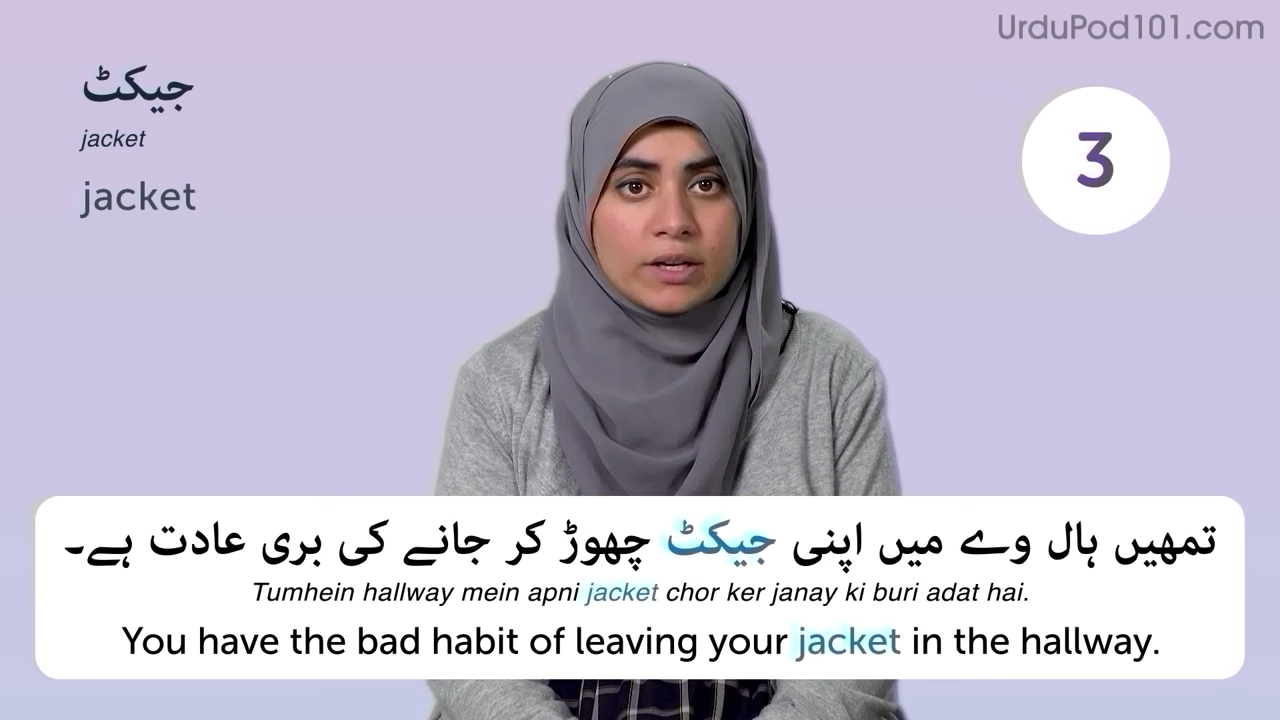 UrduPod101.com
جیکٹ
jacket
jacket
3
تمھیں ہال وے میں اپنی جیکٹ چھوڑ کر جانے کی بری عادت ہے۔
Tumhein hallway mein apni jacket chor ker janay ki buri adat hai.
You have the bad habit of leaving your jacket in the hallway.